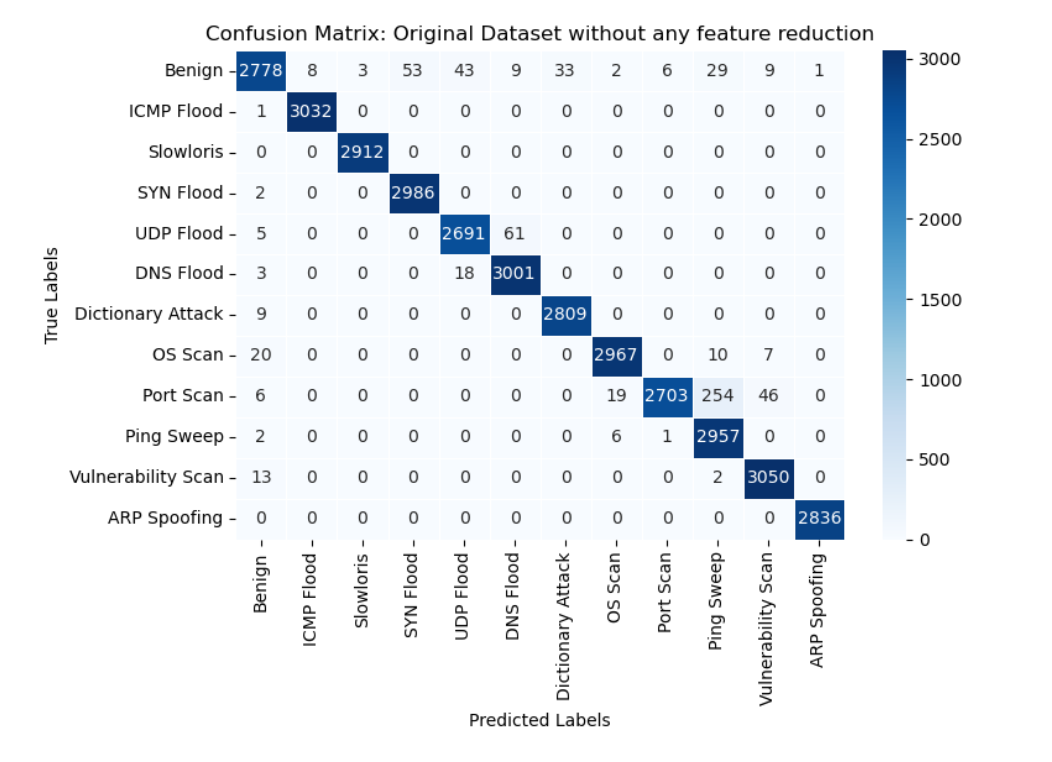 Confusion Matrix: Original Dataset without any feature reduction
True Labels
Benign 2778 8 3 53 43 9 33 2 6 29 9 1
ICMP Flood 1 3032 0 0 0 0 0 0 0 0 0 0
Slowloris 0 0 2912 0 0 0 0 0 0 0 0 0
SYN Flood 2 0 0 2986 0 0 0 0 0 0 0 0
UDP Flood 5 0 0 0 2691 61 0 0 0 0 0 0
DNS Flood 3 0 0 0 18 3001 0 0 0 0 0 0
Dictionary Attack 9 0 0 0 0 0 2809 0 0 0 0 0
OS Scan 20 0 0 0 0 0 0 2967 0 10 7 0
Port Scan 6 0 0 0 0 0 0 19 2703 254 46 0
Ping Sweep 2 0 0 0 0 0 0 6 1 2957 0 0
Vulnerability Scan 13 0 0 0 0 0 0 0 0 2 3050 0
ARP Spoofing 0 0 0 0 0 0 0 0 0 0 0 2836
Benign
ICMP Flood
Slowloris
SYN Flood
UDP Flood
DNS Flood
Dictionary Attack
OS Scan
Port Scan
Ping Sweep
Vulnerability Scan
ARP Spoofing
Predicted Labels
3000
2500
2000
1500
1000
500
0